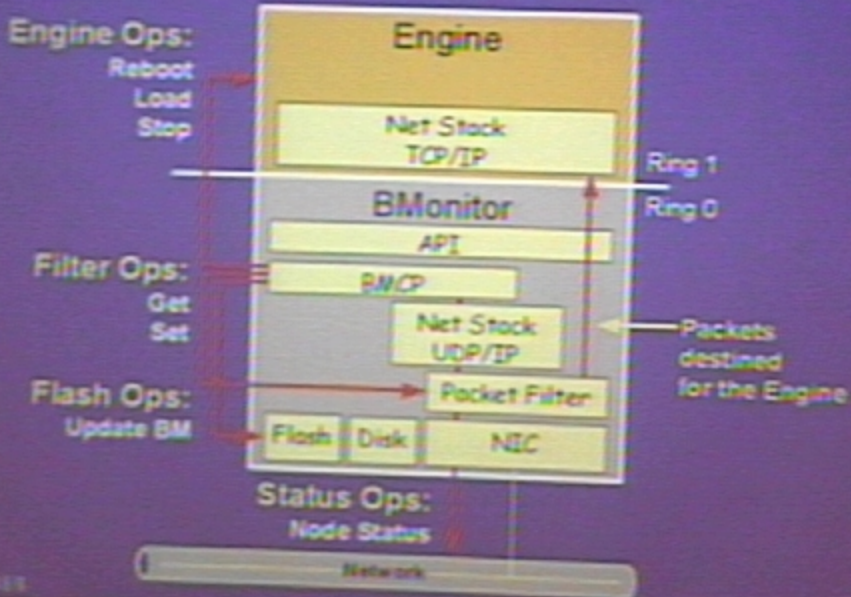 Engine Ops:
Reboot
Load
Stop
Engine
Net Stack
TCP/IP
Ring 1
Ring 0
BMonitor
API
BMCP
Filter Ops:
Get
Set
Net Stack
UDP/IP
Packets
destined
for the Engine
Packet Filter
Flash Ops:
Update BM
Flash
Disk
NIC
Status Ops:
Node Status
Network